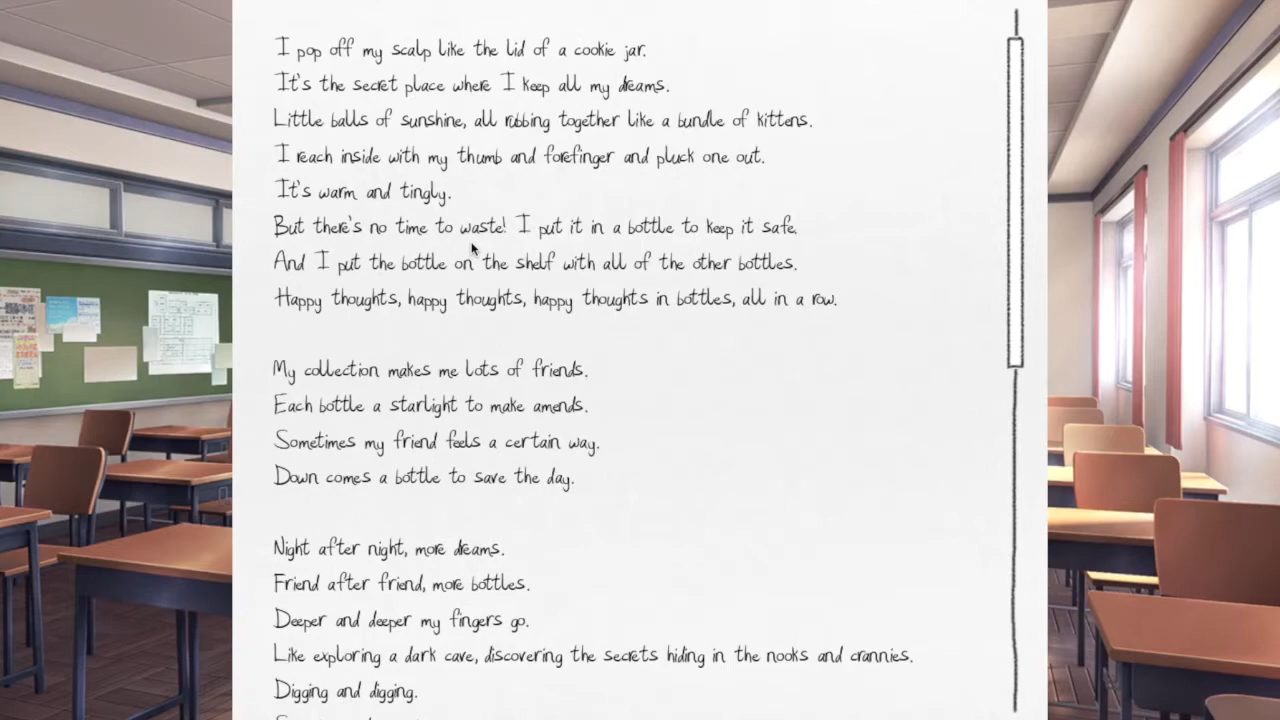 I pop off my scalp like the lid of a cookie jar.
It's the secret place where I keep all my dreams.
Little balls of sunshine, all rubbing together like a bundle of kittens.
I reach inside with my thumb and forefinger and pluck one out.
It's warm and tingly.
But there's no time to waste! I put it in a bottle to keep it safe.
And I put the bottle on the shelf with all of the other bottles.
Happy thoughts, happy thoughts, happy thoughts in bottles, all in a row.
My collection makes me lots of friends.
Each bottle a starlight to make amends.
Sometimes my friend feels a certain way.
Down comes a bottle to save the day.
Night after night, more dreams.
Friend after friend, more bottles.
Deeper and deeper my fingers go.
Like exploring a dark cave, discovering the secrets hiding in the nooks and crannies.
Digging and digging.